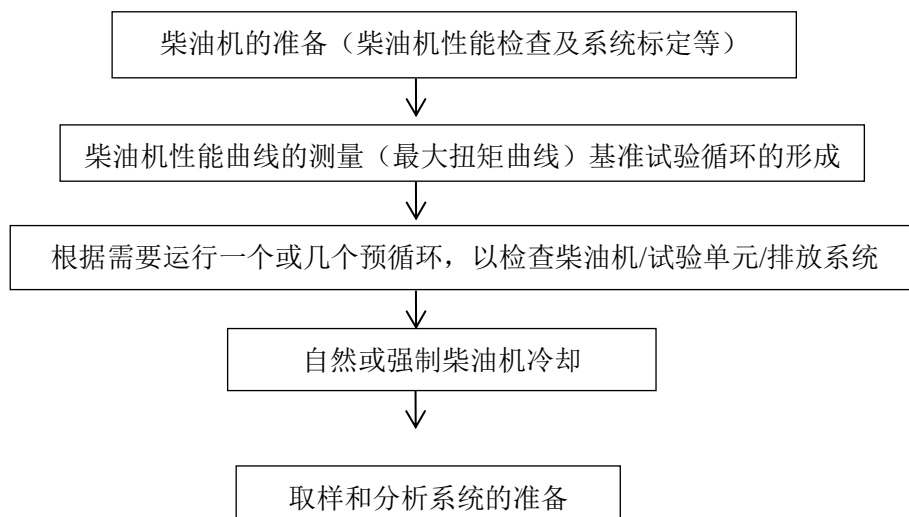 柴油机的准备（柴油机性能检查及系统标定等）
柴油机性能曲线的测量（最大扭矩曲线）基准试验循环的形成
根据需要运行一个或几个预循环，以检查柴油机/试验单元/排放系统
自然或强制柴油机冷却
取样和分析系统的准备